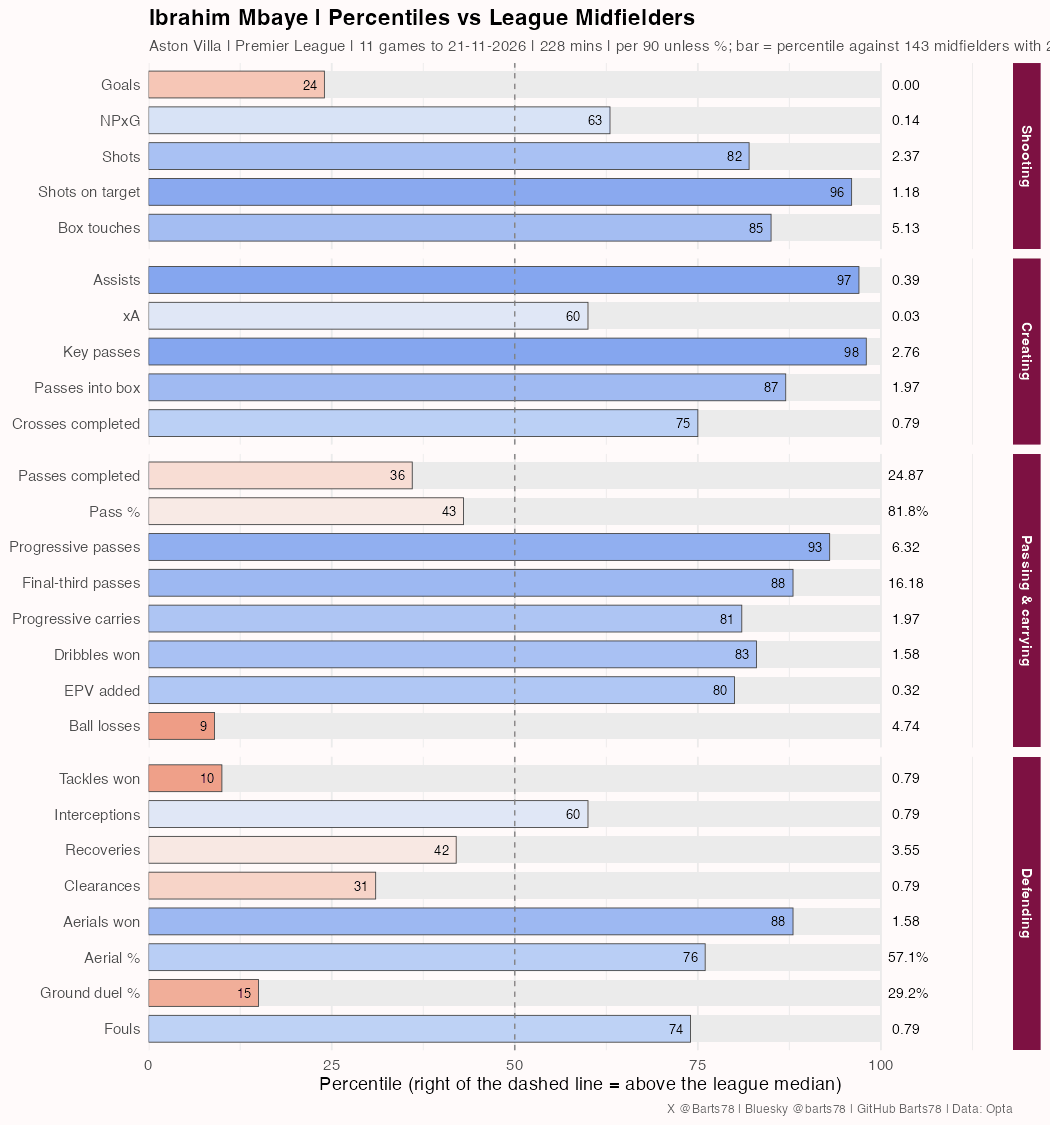 Ibrahim Mbaye | Percentiles vs League Midfielders
Aston Villa | Premier League | 11 games to 21-11-2026 | 228 mins | per 90 unless %; bar = percentile against 143 midfielders with
Goals 24 0.00
NPxG 63 0.14
Shots 82 2.37
Shots on target 96 1.18
Box touches 85 5.13
Shooting
Assists 97 0.39
xA 60 0.03
Key passes 98 2.76
Passes into box 87 1.97
Crosses completed 75 0.79
Creating
Passes completed 36 24.87
Pass % 43 81.8%
Progressive passes 93 6.32
Final-third passes 88 16.18
Progressive carries 81 1.97
Dribbles won 83 1.58
EPV added 80 0.32
Ball losses 9 4.74
Passing & carrying
Tackles won 10 0.79
Interceptions 60 0.79
Recoveries 42 3.55
Clearances 31 0.79
Aerials won 88 1.58
Aerial % 76 57.1%
Ground duel % 15 29.2%
Fouls 74 0.79
Defending
0 25 50 75 100
Percentile (right of the dashed line = above the league median)
X @Barts78 | Bluesky @barts78 | GitHub Barts78 | Data: Opta